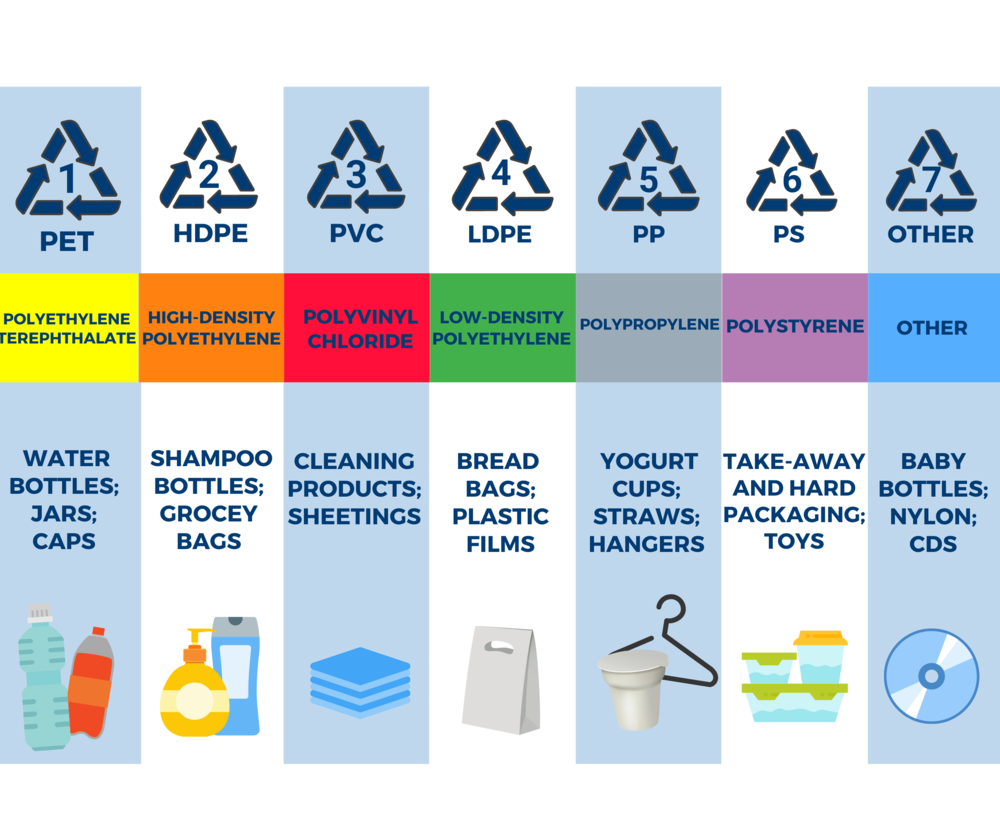 1
PET
2
HDPE
3
PVC
4
LDPE
5
PP
6
PS
7
OTHER
POLYETHYLENE
TEREPHTHALATE
HIGH-DENSITY
POLYETHYLENE
POLYVINYL
CHLORIDE
LOW-DENSITY
POLYETHYLENE
POLYPROPYLENE
POLYSTYRENE
OTHER
WATER
BOTTLES;
JARS;
CAPS
SHAMPOO
BOTTLES;
GROCEY
BAGS
CLEANING
PRODUCTS;
SHEETINGS
BREAD
BAGS;
PLASTIC
FILMS
YOGURT
CUPS;
STRAWS;
HANGERS
TAKE-AWAY
AND HARD
PACKAGING;
TOYS
BABY
BOTTLES;
NYLON;
CDS